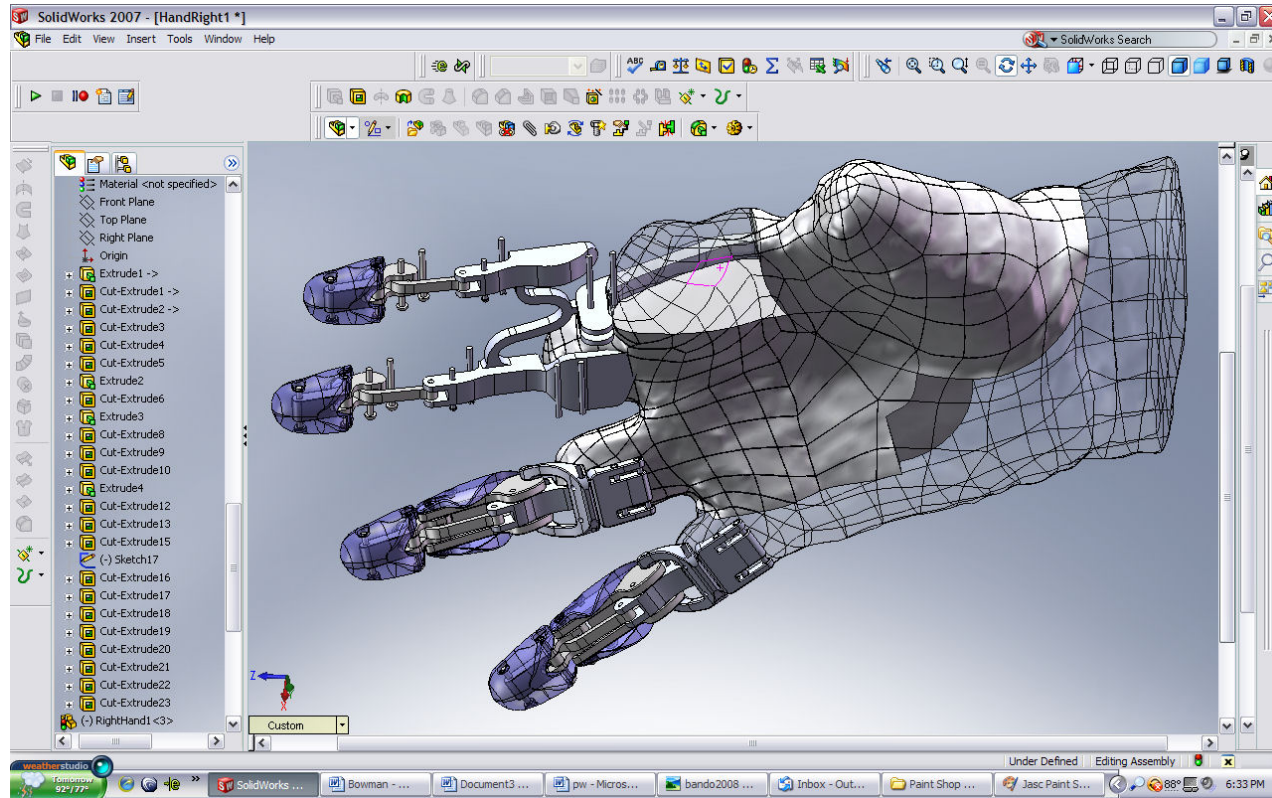 SolidWorks 2007 - [HandRight1 *]
File Edit View Insert Tools Window Help
SolidWorks Search
Material <not specified>
Front Plane
Top Plane
Right Plane
Origin
Extrude1 ->
Cut-Extrude1 ->
Cut-Extrude2 ->
Cut-Extrude3
Cut-Extrude4
Cut-Extrude5
Extrude2
Cut-Extrude6
Extrude3
Cut-Extrude8
Cut-Extrude9
Cut-Extrude10
Extrude4
Cut-Extrude12
Cut-Extrude13
Cut-Extrude15
(-) Sketch17
Cut-Extrude16
Cut-Extrude17
Cut-Extrude18
Cut-Extrude19
Cut-Extrude20
Cut-Extrude21
Cut-Extrude22
Cut-Extrude23
(-) RightHand1<3>
Z
X
Custom
Under Defined Editing Assembly
weatherstudio
Tomorrow
92°/77°
SolidWorks ...
Bowman - ...
Document3 ...
pw - Micros...
bando2008 ...
Inbox - Out...
Paint Shop ...
Jasc Paint S...
88°
6:33 PM